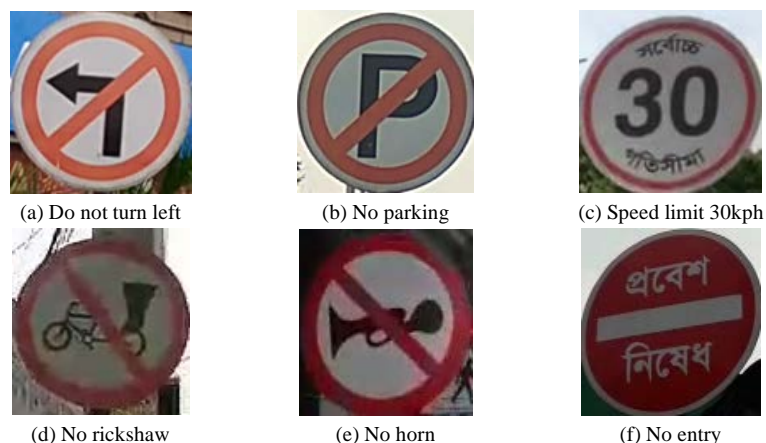 P
সর্বোচ্চ
30
গতিসীমা
(a) Do not turn left
(b) No parking
(c) Speed limit 30kph
প্রবেশ
নিষেধ
(d) No rickshaw
(e) No horn
(f) No entry